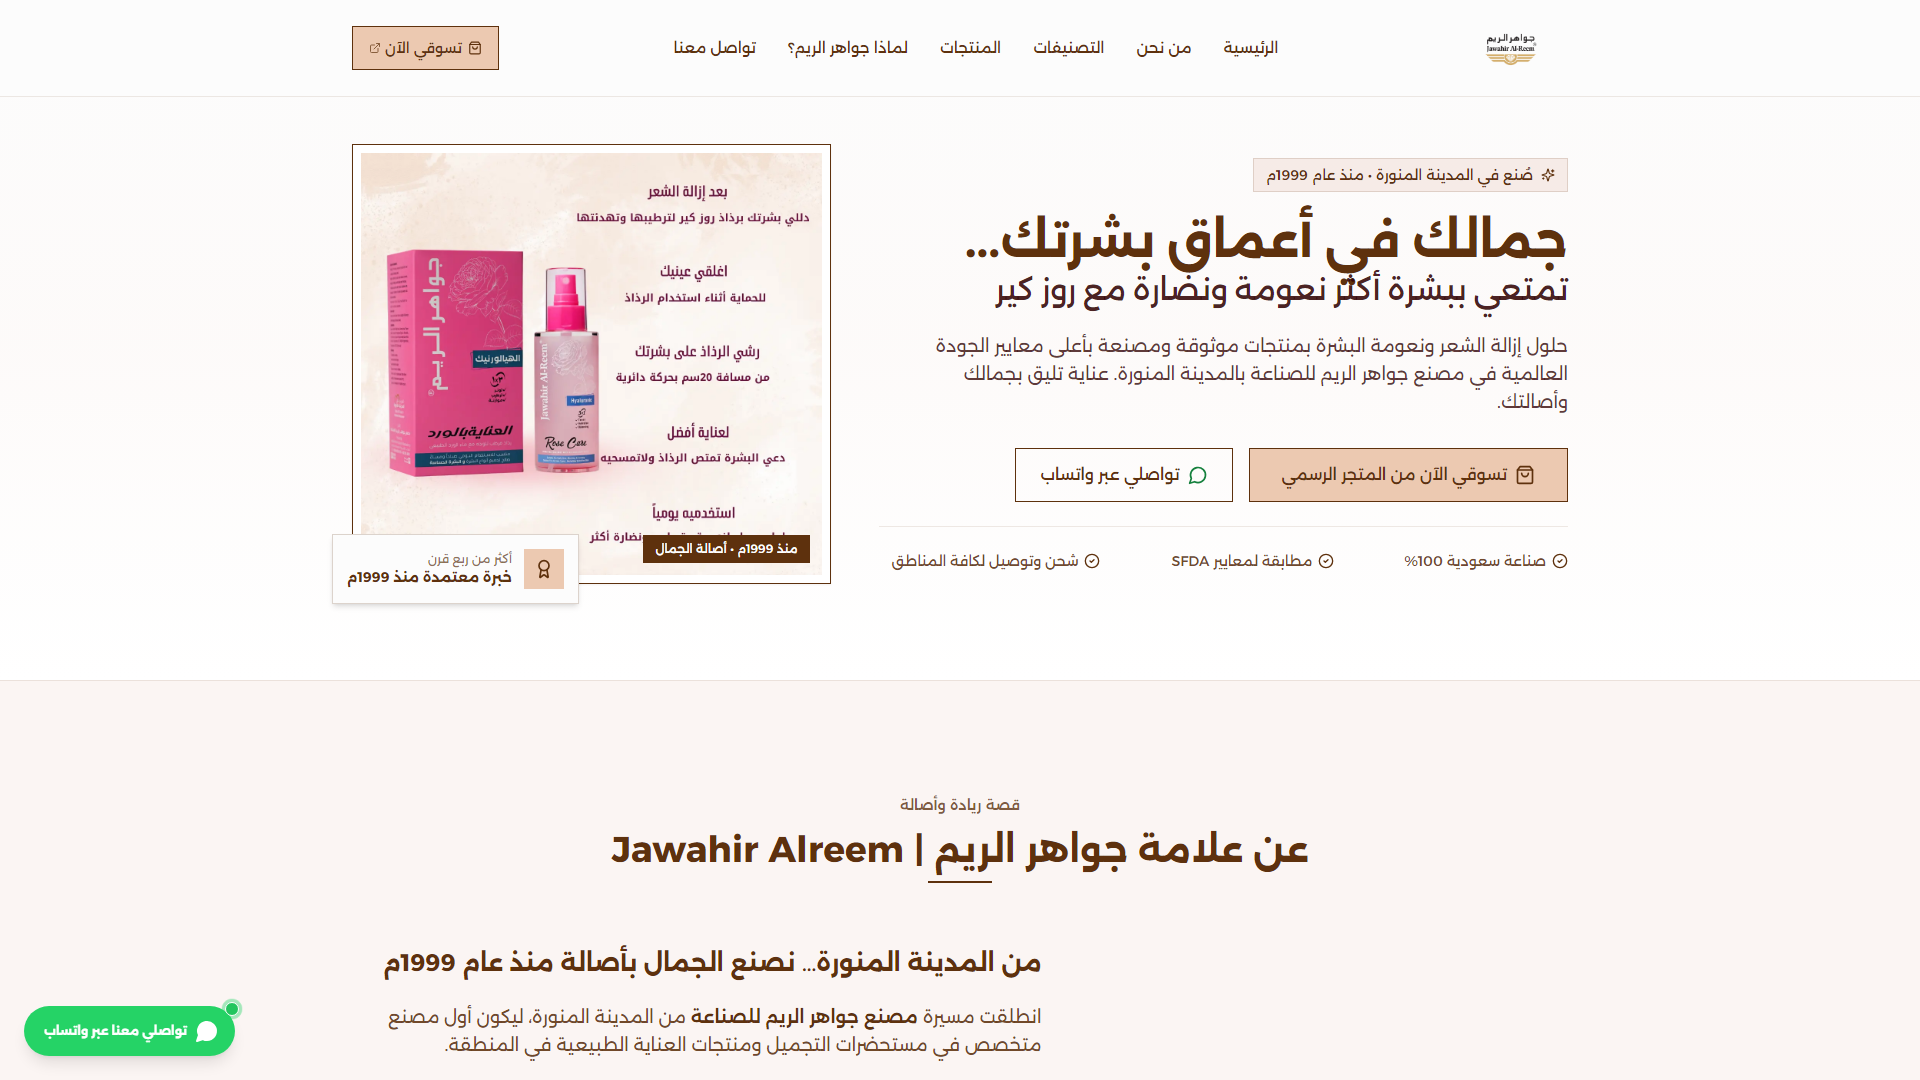 جواهر الريم
Jawahir Al-Reem
الرئيسية
من نحن
التصنيفات
المنتجات
لماذا جواهر الريم؟
تواصل معنا
تسوقي الآن
صُنع في المدينة المنورة • منذ عام 1999م
جمالك في أعماق بشرتك...
تمتعي ببشرة أكثر نعومة ونضارة مع روز كير
حلول إزالة الشعر ونعومة البشرة بمنتجات موثوقة ومصنعة بأعلى معايير الجودة
العالمية في مصنع جواهر الريم للصناعة بالمدينة المنورة. عناية تليق بجمالك
وأصالتك.
تسوقي الآن من المتجر الرسمي
تواصلي عبر واتساب
صناعة سعودية 100%
مطابقة لمعايير SFDA
شحن وتوصيل لكافة المناطق
بعد إزالة الشعر
دللي بشرتك برذاذ روز كير لترطيبها وتهدئتها
اغلقي عينيك
للحماية أثناء استخدام الرذاذ
رشي الرذاذ على بشرتك
من مسافة 20سم بحركة دائرية
لعناية أفضل
دعي البشرة تمتص الرذاذ ولاتمسحيه
استخدميه يومياً
ونضارة أكثر
جواهر الريم
الهيالورنيك
العناية بالورد
Jawahir Al-Reem
Hyaluronic
Rose Care
منذ 1999م • أصالة الجمال
أكثر من ربع قرن
خبرة معتمدة منذ 1999م
قصة ريادة وأصالة
عن علامة جواهر الريم | Jawahir Alreem
من المدينة المنورة... نصنع الجمال بأصالة منذ عام 1999م
انطلقت مسيرة مصنع جواهر الريم للصناعة من المدينة المنورة، ليكون أول مصنع
متخصص في مستحضرات التجميل ومنتجات العناية الطبيعية في المنطقة.
تواصلي معنا عبر واتساب